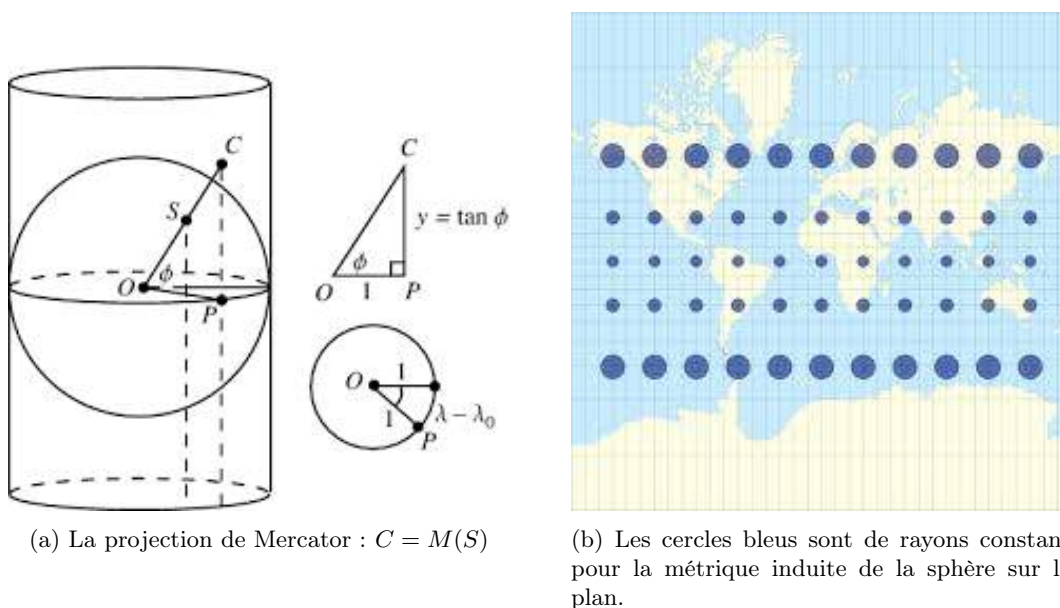 C
S
ϕ
O
P
C
y = tan ϕ
ϕ
O
1
P
O
1
1
λ − λ₀
P
(a) La projection de Mercator : C = M(S)
(b) Les cercles bleus sont de rayons constan
pour la métrique induite de la sphère sur l
plan.